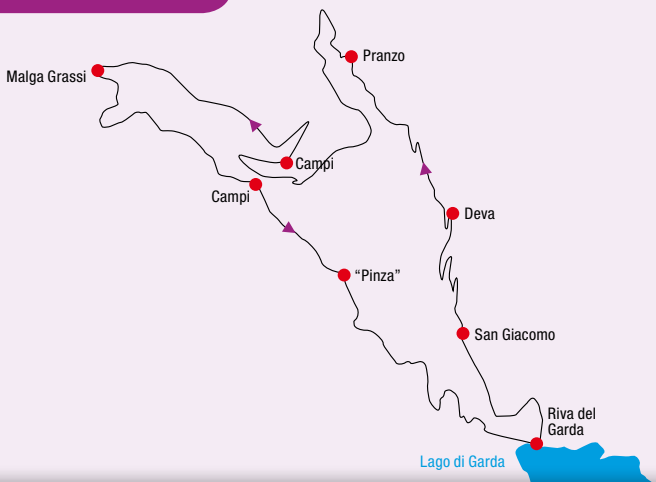 Pranzo
Malga Grassi
Campi
Campi
Deva
“Pinza”
San Giacomo
Riva del
Garda
Lago di Garda